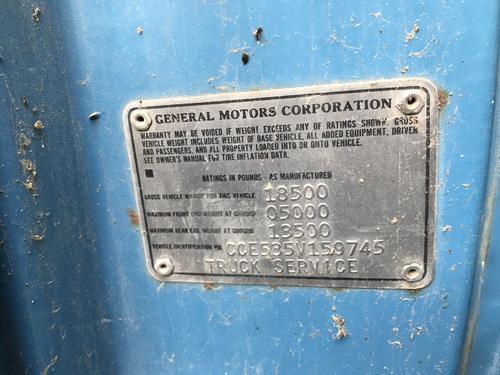 GENERAL MOTORS CORPORATION
WARRANTY MAY BE VOIDED IF WEIGHT EXCEEDS ANY OF RATINGS SHOWN. GROSS
VEHICLE WEIGHT INCLUDES WEIGHT OF BASE VEHICLE, ALL ADDED EQUIPMENT, DRIVER
AND PASSENGERS, AND ALL PROPERTY LOADED INTO OR ONTO VEHICLE.
SEE OWNER'S MANUAL FOR TIRE INFLATION DATA.
RATINGS IN POUNDS - AS MANUFACTURED
GROSS VEHICLE WEIGHT FOR THIS VEHICLE 18500
MAXIMUM FRONT END WEIGHT AT GROUND 05000
MAXIMUM REAR END WEIGHT AT GROUND 13500
VEHICLE IDENTIFICATION NO. CCE535V159745
TRUCK SERVICE